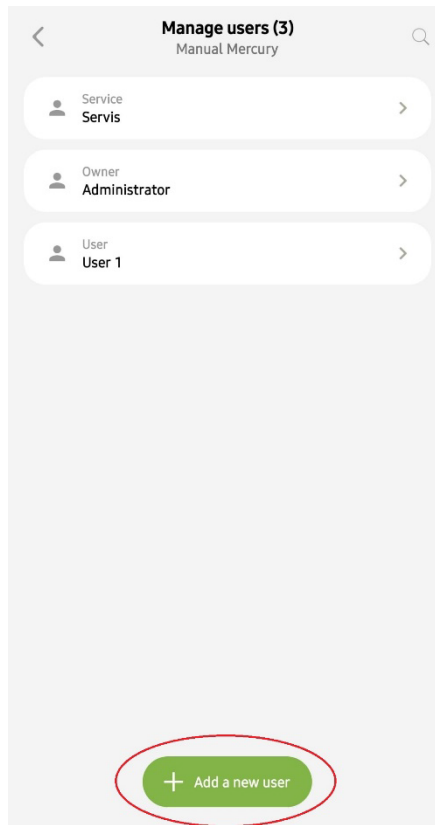 Manage users (3)
Manual Mercury
Service
Servis
Owner
Administrator
User
User 1
Add a new user